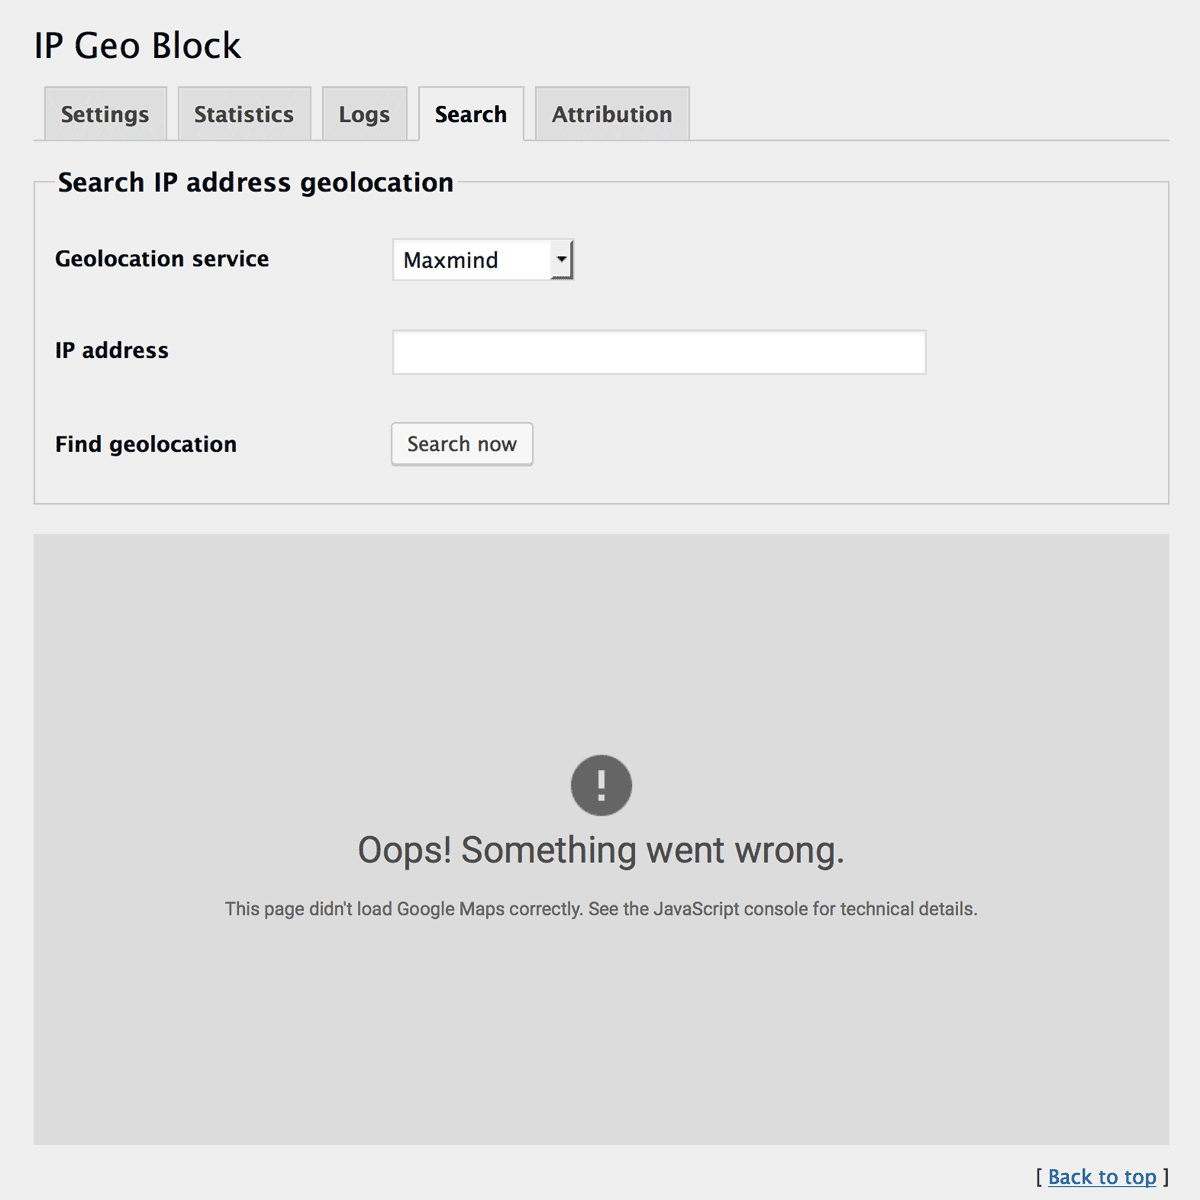 IP Geo Block
Settings Statistics Logs Search Attribution
Search IP address geolocation
Geolocation service Maxmind
IP address
Find geolocation Search now
Oops! Something went wrong.
This page didn't load Google Maps correctly. See the JavaScript console for technical details.
[ Back to top ]